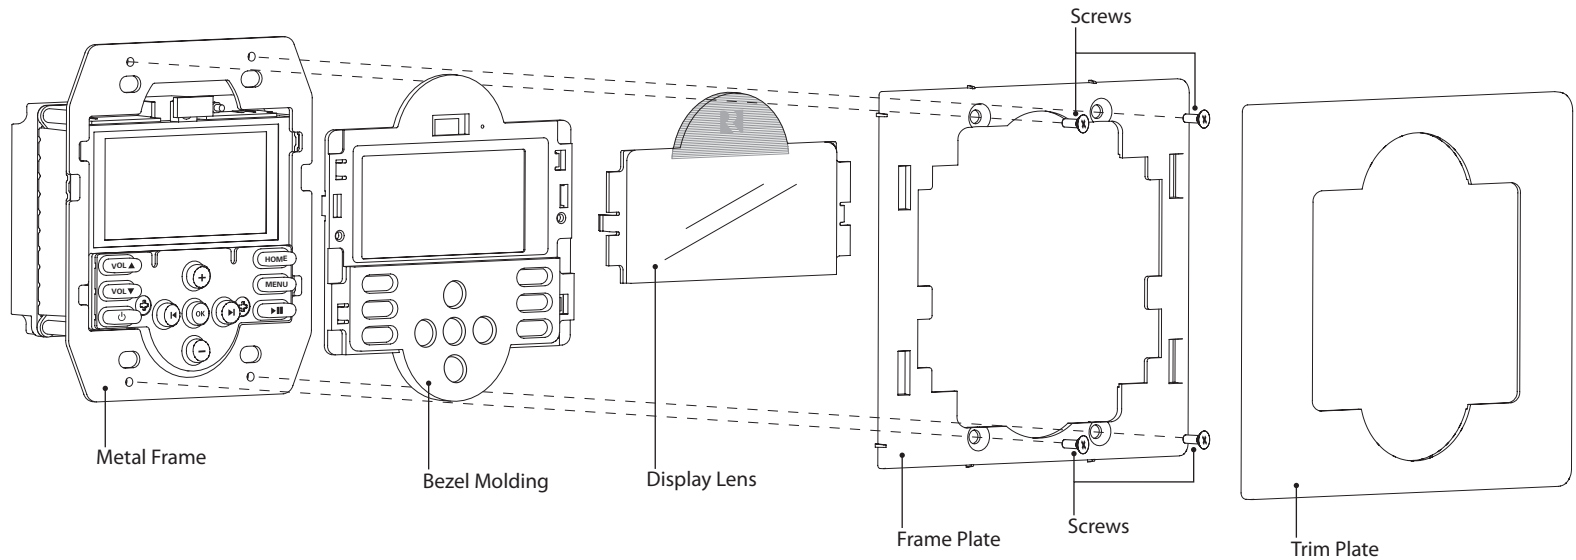 Screws
VOL ▲
HOME
VOL ▼
MENU
OK
Metal Frame
Bezel Molding
Display Lens
Frame Plate
Screws
Trim Plate